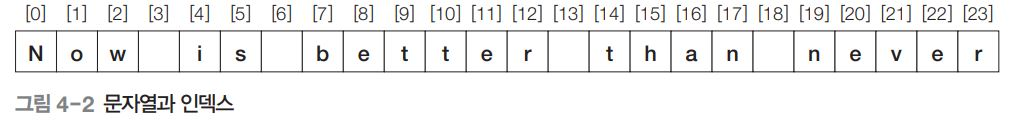 [0] [1] [2] [3] [4] [5] [6] [7] [8] [9] [10] [11] [12] [13] [14] [15] [16] [17] [18] [19] [20] [21] [22] [23]
N o w i s b e t t e r t h a n n e v e r
그림 4-2 문자열과 인덱스